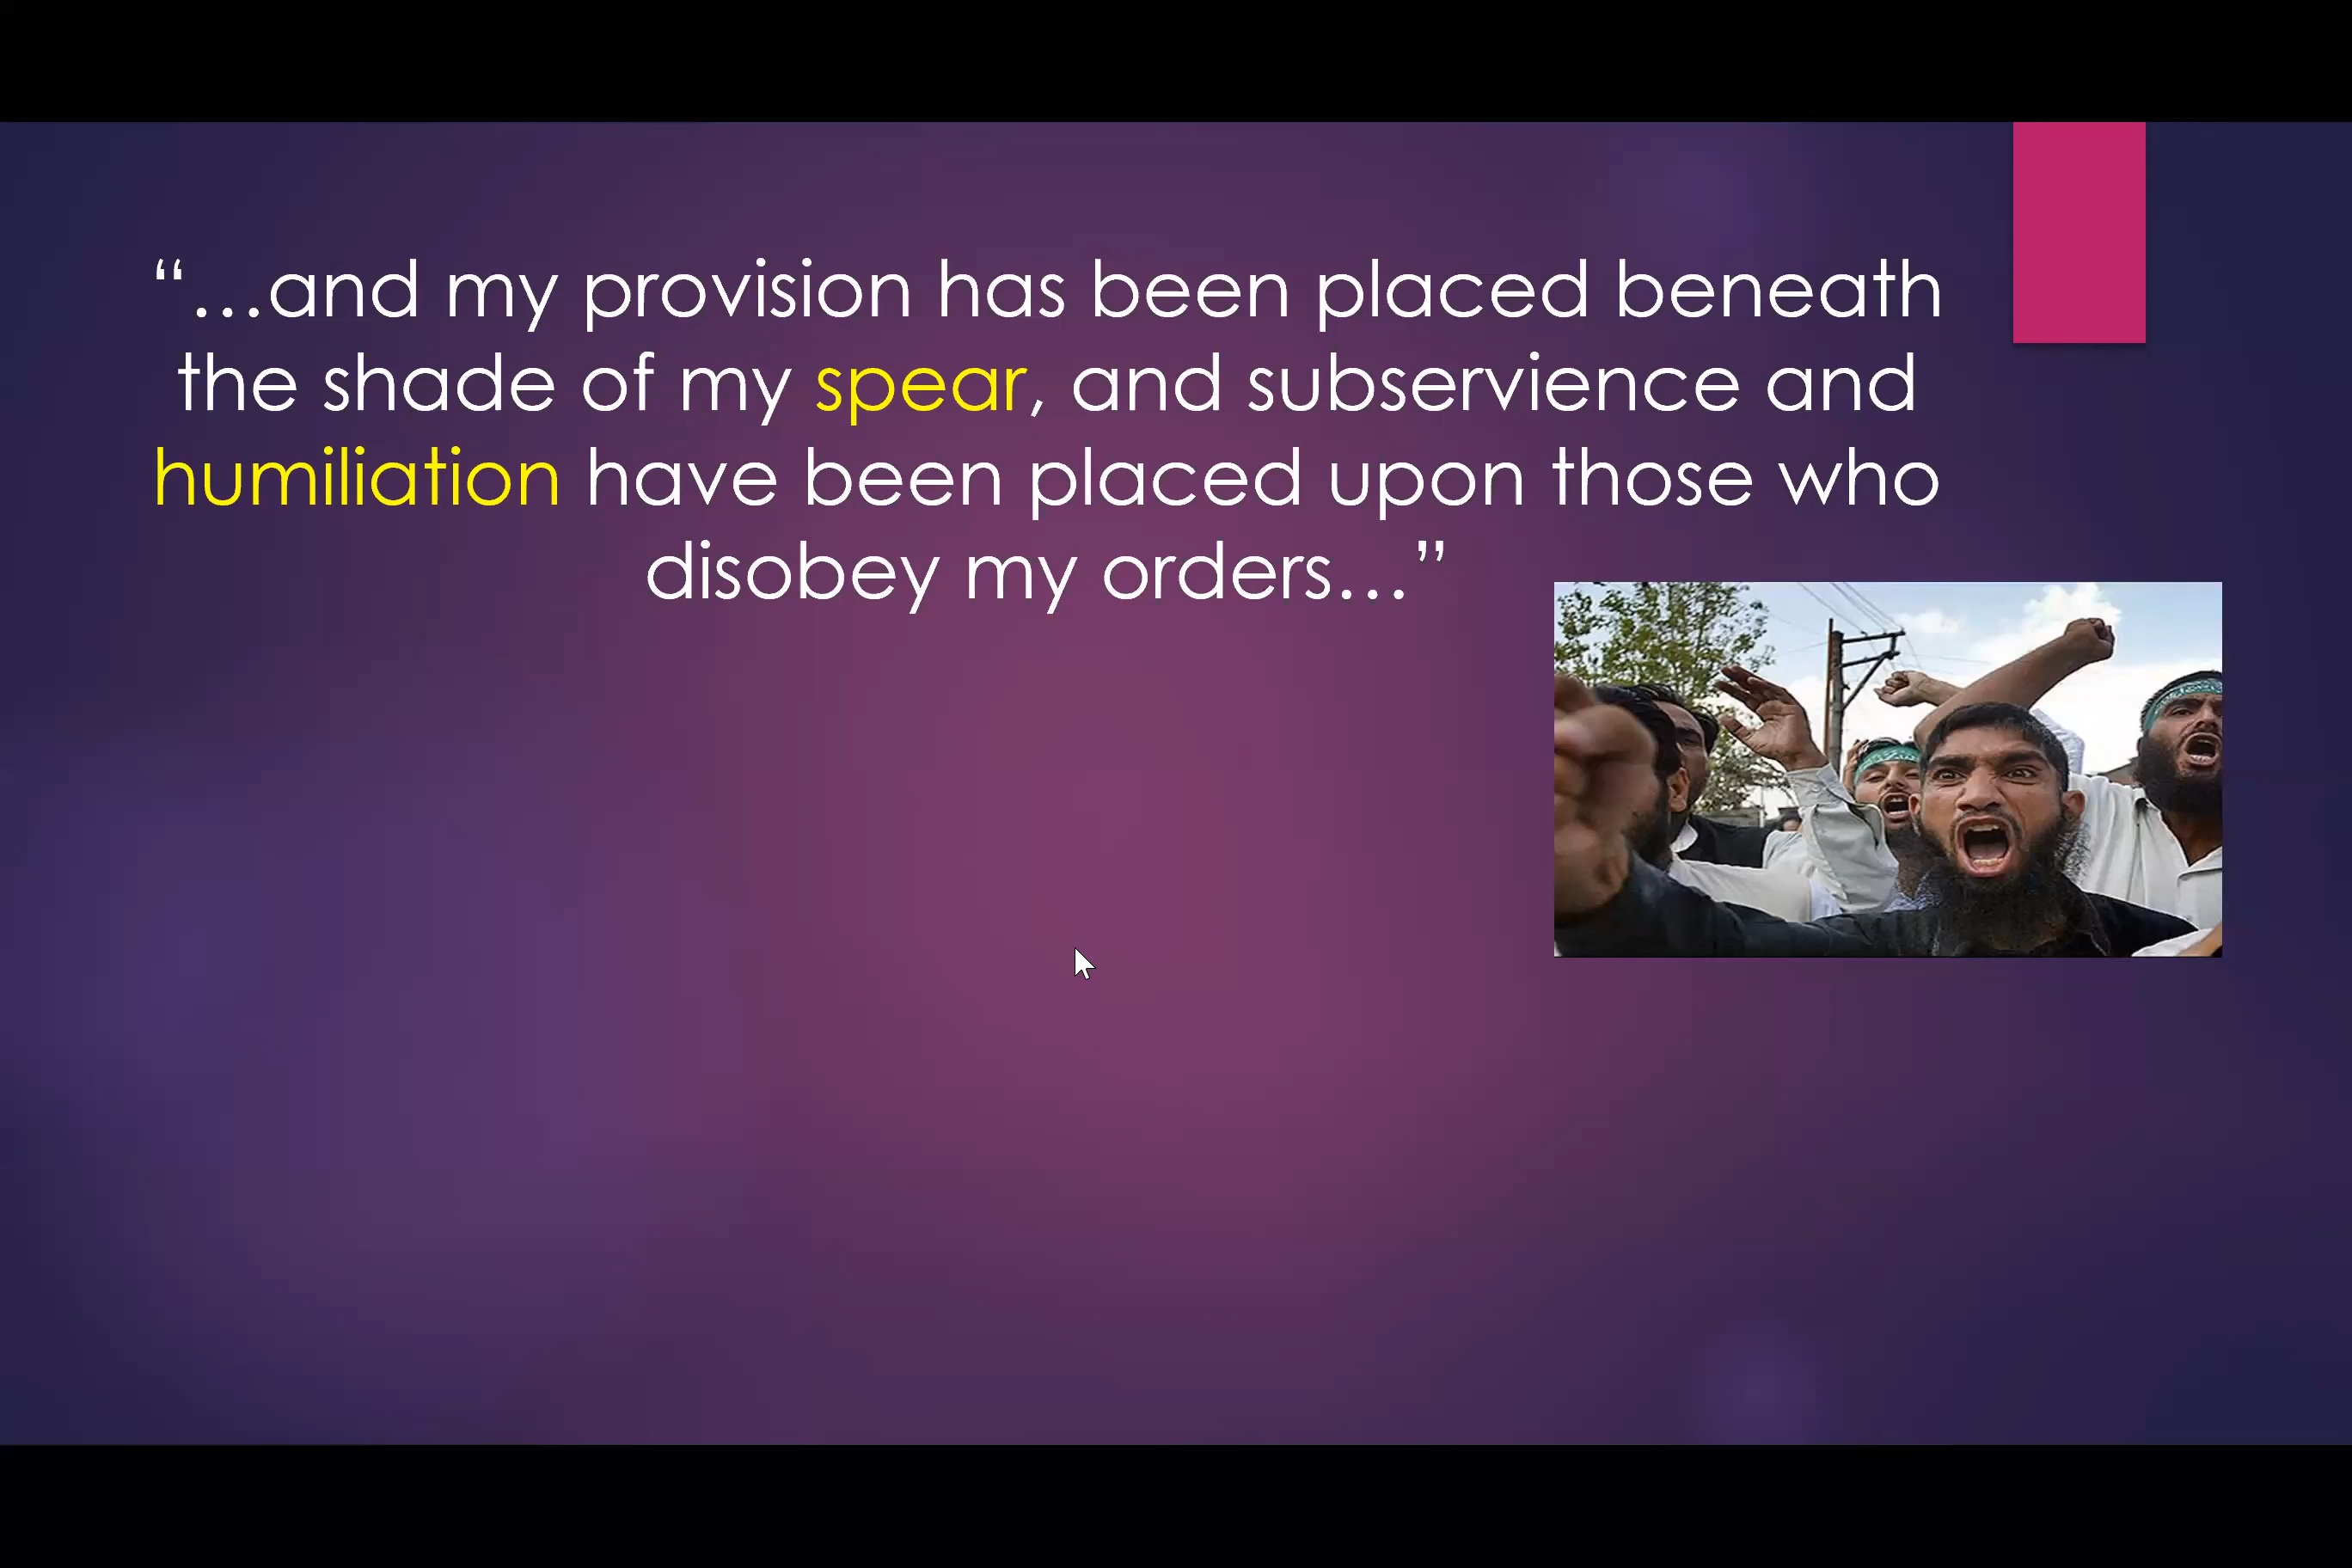 “…and my provision has been placed beneath
the shade of my spear, and subservience and
humiliation have been placed upon those who
disobey my orders…”